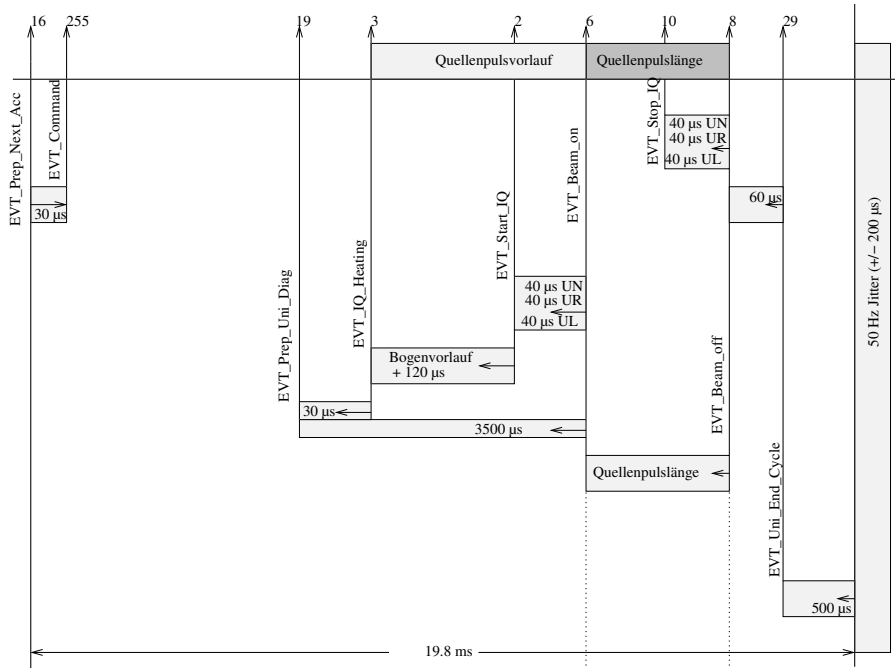 16
255
19
3
2
6
10
8
29
Quellenpulsvorlauf
Quellenpulslänge
EVT_Prep_Next_Acc
EVT_Command
30 µs
EVT_Prep_Uni_Diag
EVT_IQ_Heating
EVT_Start_IQ
EVT_Beam_on
EVT_Stop_IQ
40 µs UN
40 µs UR
40 µs UL
60 µs
40 µs UN
40 µs UR
40 µs UL
Bogenvorlauf
+ 120 µs
30 µs
3500 µs
Quellenpulslänge
EVT_Beam_off
EVT_Uni_End_Cycle
500 µs
50 Hz Jitter (+/− 200 µs)
19.8 ms